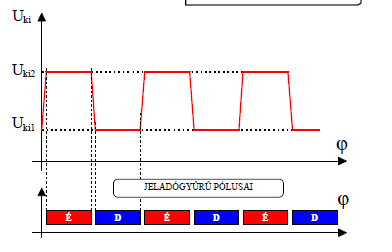 Uki
Uki2
Uki1
φ
JELADÓGYŰRŰ PÓLUSAI
φ
É D É D É D